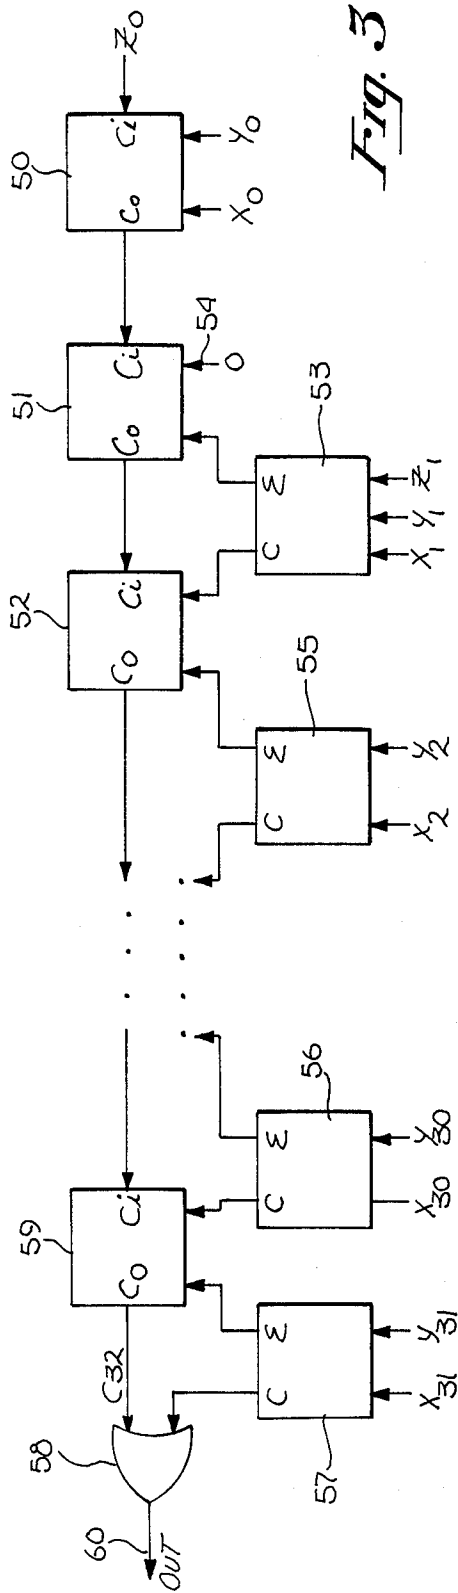 60
58
59
52
51
50
OUT
C32
Co Ci
Co Ci
Co Ci
Co Ci
Z0
X0 Y0
0
54
C Σ
C Σ
C Σ
C Σ
57
56
55
53
X31 Y31
X30 Y30
X2 Y2
X1 Y1 Z1
Fig. 3